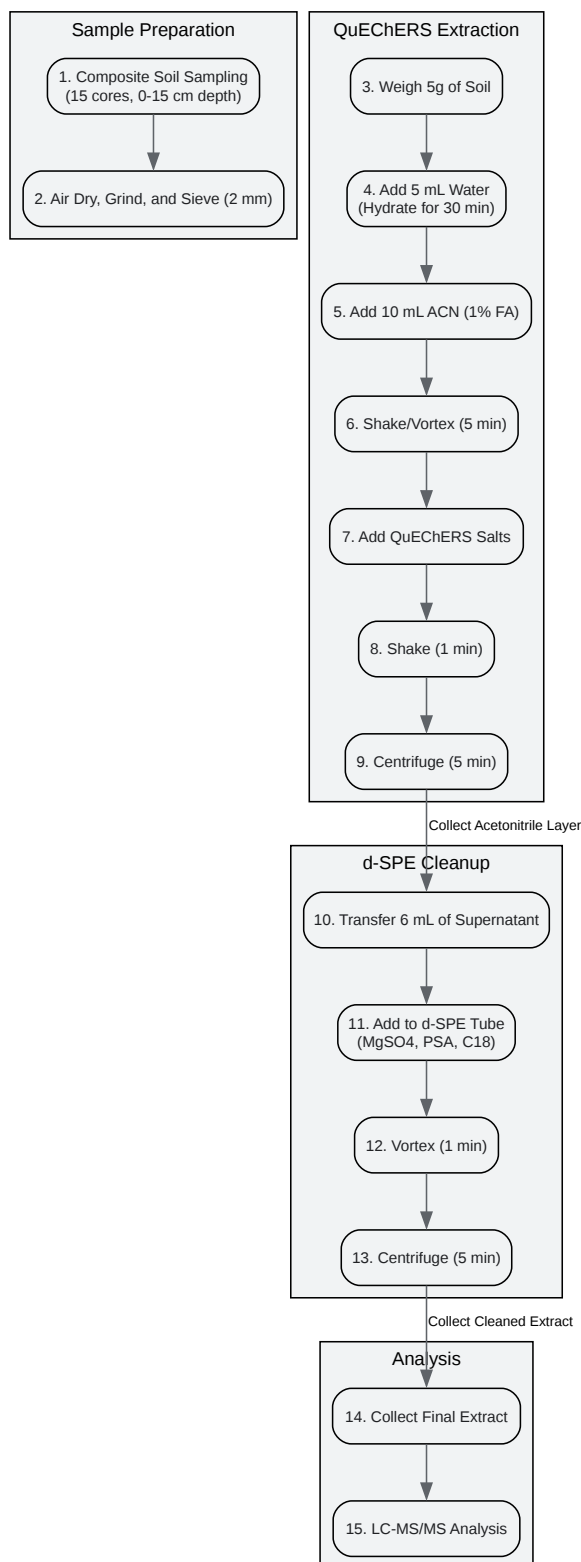 Sample Preparation
1. Composite Soil Sampling
(15 cores, 0-15 cm depth)
2. Air Dry, Grind, and Sieve (2 mm)
QuEChERS Extraction
3. Weigh 5g of Soil
4. Add 5 mL Water
(Hydrate for 30 min)
5. Add 10 mL ACN (1% FA)
6. Shake/Vortex (5 min)
7. Add QuEChERS Salts
8. Shake (1 min)
9. Centrifuge (5 min)
Collect Acetonitrile Layer
d-SPE Cleanup
10. Transfer 6 mL of Supernatant
11. Add to d-SPE Tube
(MgSO4, PSA, C18)
12. Vortex (1 min)
13. Centrifuge (5 min)
Collect Cleaned Extract
Analysis
14. Collect Final Extract
15. LC-MS/MS Analysis